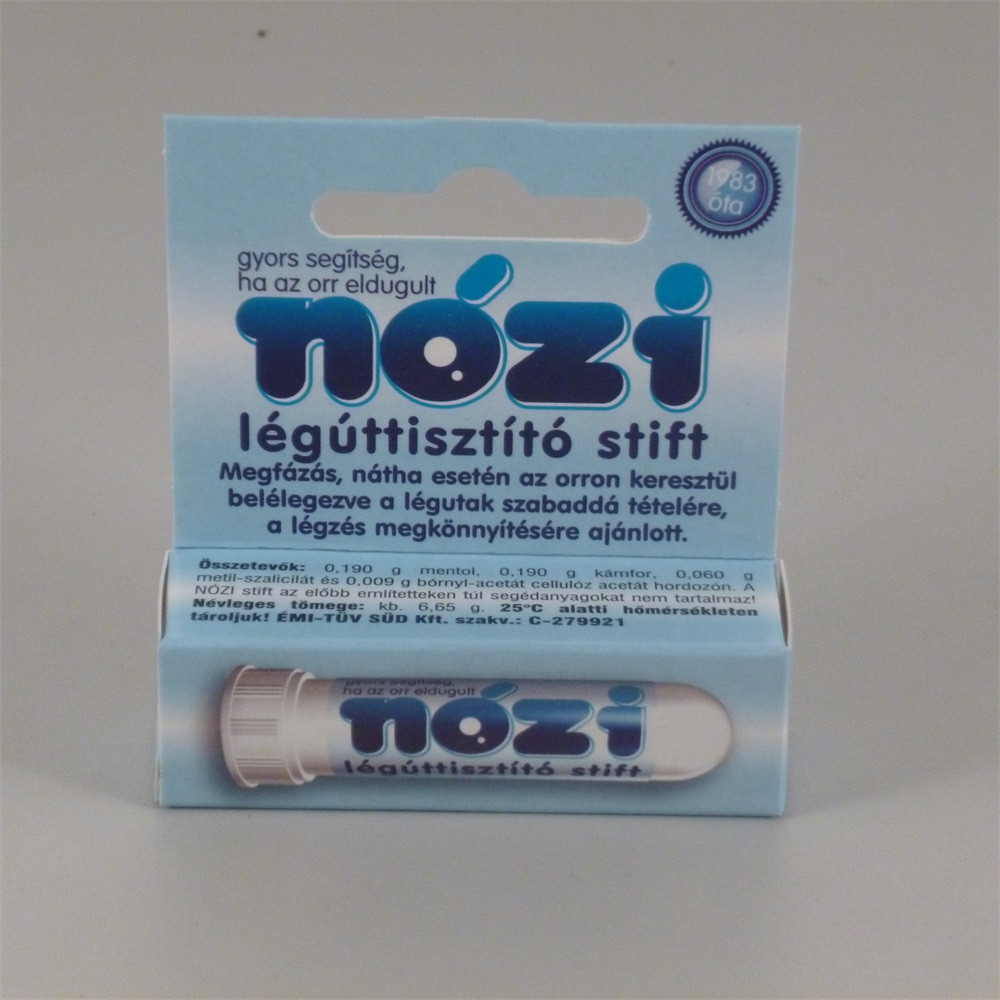 1983
óta
gyors segítség,
ha az orr eldugult
nózi
légúttisztító stift
Megfázás, nátha esetén az orron keresztül
belélegezve a légutak szabaddá tételére,
a légzés megkönnyítésére ajánlott.
Összetevők: 0,190 g mentol, 0,190 g kámfor, 0,060 g
metil-szalicilát és 0,009 g bórnyl-acetát cellulóz acetát hordozón. A
NÓZI stift az előbb említetteken túl segédanyagokat nem tartalmaz!
Névleges tömege: kb. 6,65 g. 25°C alatti hőmérsékleten
tároljuk! ÉMI-TÜV SÜD Kft. szakv.: C-279921
gyors segítség,
ha az orr eldugult
nózi
légúttisztító stift